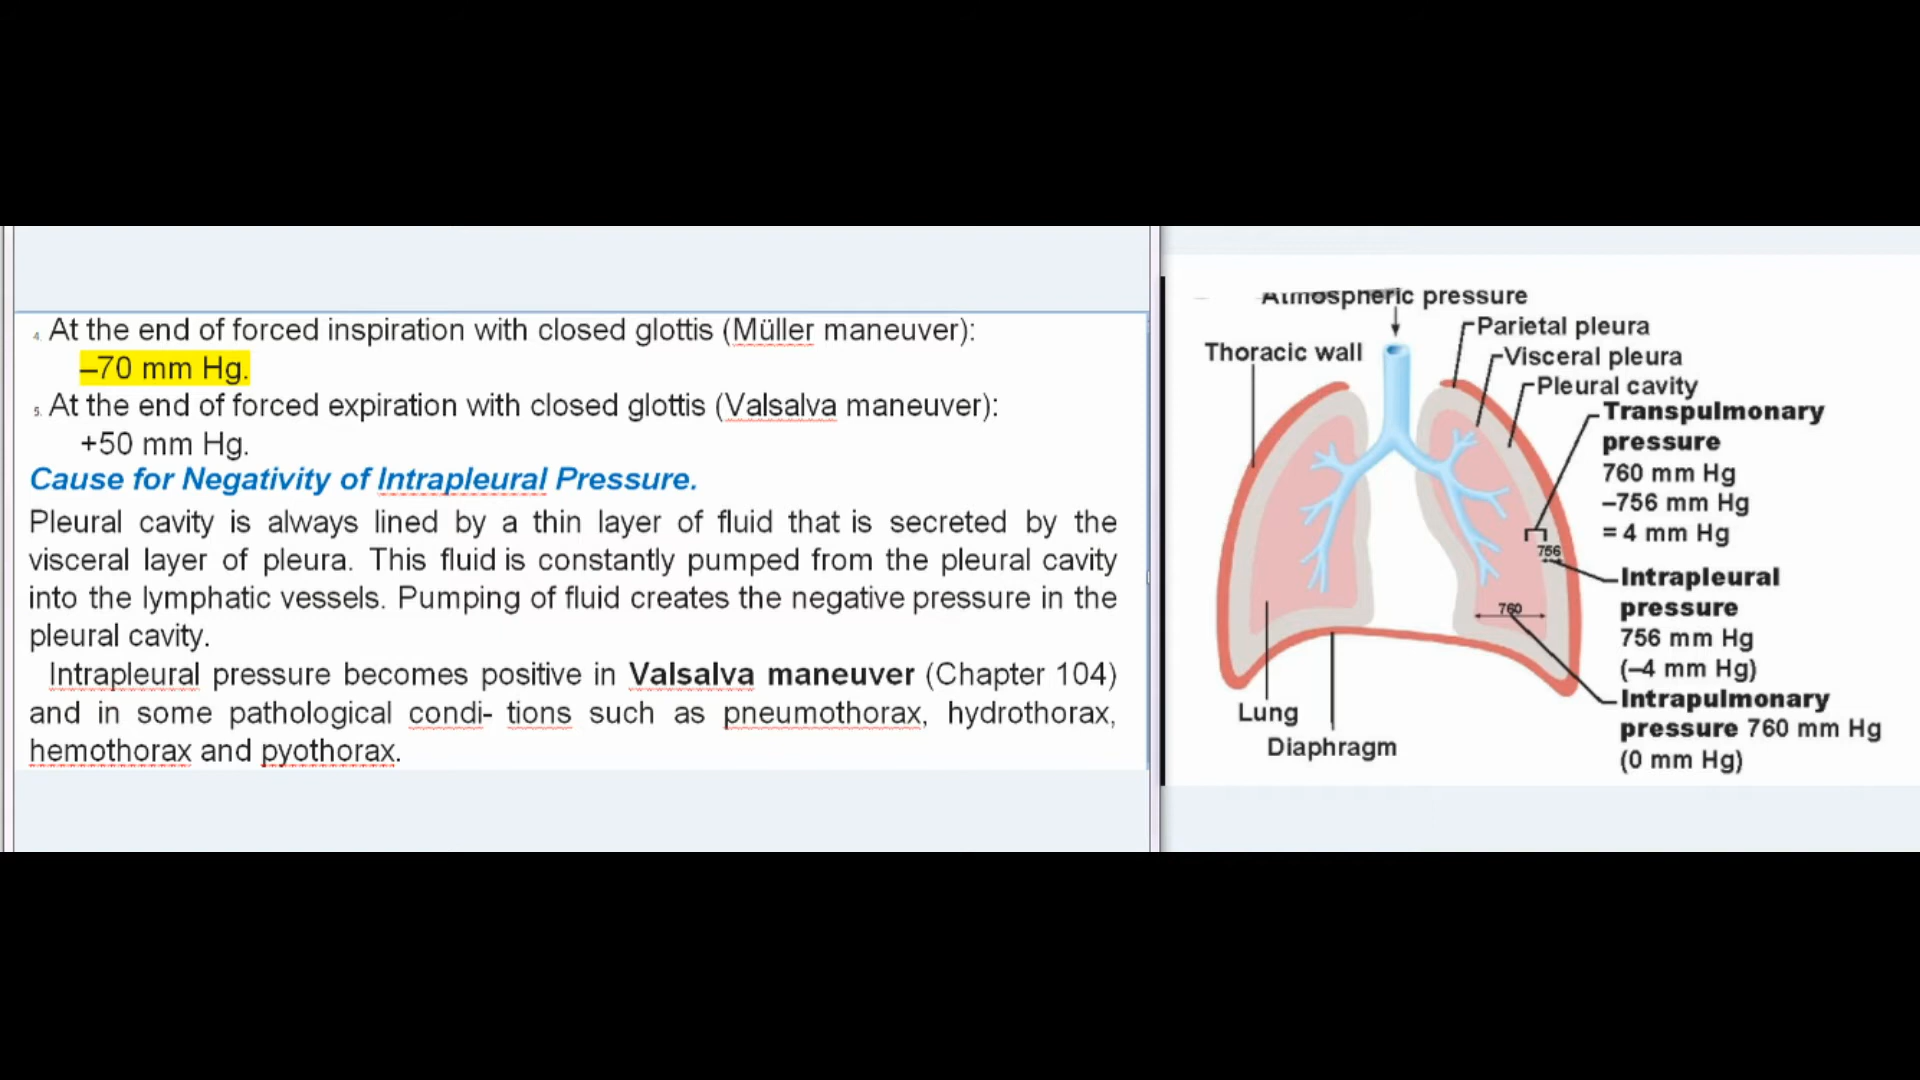 4. At the end of forced inspiration with closed glottis (Müller maneuver):
–70 mm Hg.
5. At the end of forced expiration with closed glottis (Valsalva maneuver):
+50 mm Hg.
Cause for Negativity of Intrapleural Pressure.
Pleural cavity is always lined by a thin layer of fluid that is secreted by the
visceral layer of pleura. This fluid is constantly pumped from the pleural cavity
into the lymphatic vessels. Pumping of fluid creates the negative pressure in the
pleural cavity.
Intrapleural pressure becomes positive in Valsalva maneuver (Chapter 104)
and in some pathological condi- tions such as pneumothorax, hydrothorax,
hemothorax and pyothorax.
Atmospheric pressure
Parietal pleura
Thoracic wall
Visceral pleura
Pleural cavity
Transpulmonary
pressure
760 mm Hg
–756 mm Hg
= 4 mm Hg
756
Intrapleural
pressure
756 mm Hg
(–4 mm Hg)
760
Intrapulmonary
pressure 760 mm Hg
(0 mm Hg)
Lung
Diaphragm